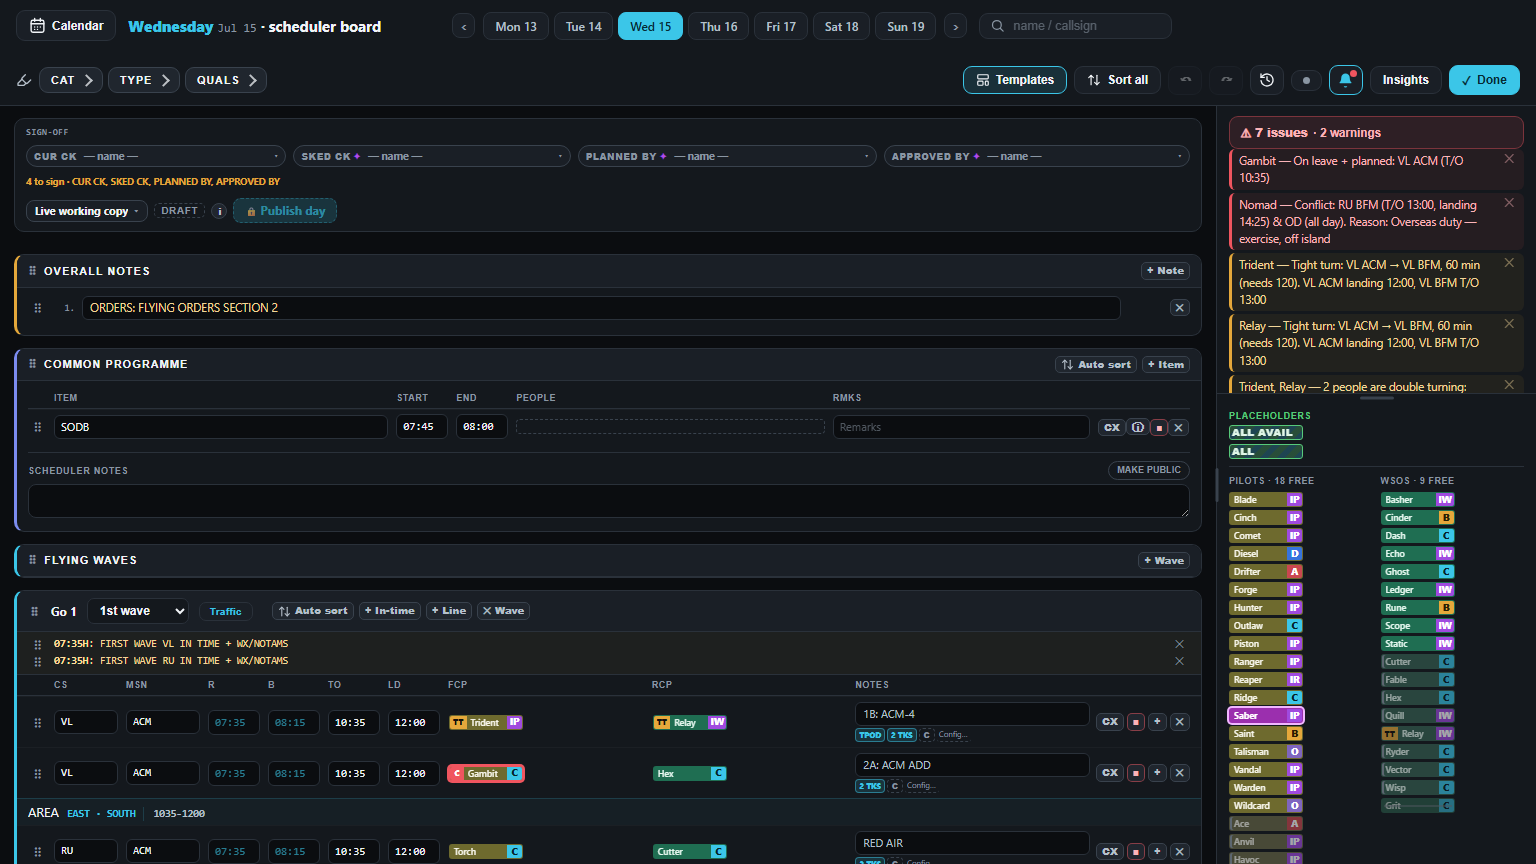 Calendar Wednesday Jul 15 · scheduler board ‹ Mon 13 Tue 14 Wed 15 Thu 16 Fri 17 Sat 18 Sun 19 › name / callsign
CAT TYPE QUALS Templates Sort all Insights ✓ Done
SIGN-OFF
CUR CK — name — SKED CK ✦ — name — PLANNED BY ✦ — name — APPROVED BY ✦ — name —
4 to sign · CUR CK, SKED CK, PLANNED BY, APPROVED BY
Live working copy DRAFT i Publish day
OVERALL NOTES + Note
1. ORDERS: FLYING ORDERS SECTION 2
COMMON PROGRAMME Auto sort + Item
ITEM START END PEOPLE RMKS
SODB 07:45 08:00 Remarks CX
SCHEDULER NOTES MAKE PUBLIC
FLYING WAVES + Wave
Go 1 1st wave Traffic Auto sort + In-time + Line ✕ Wave
07:35H: FIRST WAVE VL IN TIME + WX/NOTAMS
07:35H: FIRST WAVE RU IN TIME + WX/NOTAMS
CS MSN R B TO LD FCP RCP NOTES
VL ACM 07:35 08:15 10:35 12:00 TT Trident IP TT Relay IW 1B: ACM-4 CX
TPOD 2 TKS C Config...
VL ACM 07:35 08:15 10:35 12:00 C Gambit C Hex C 2A: ACM ADD CX
2 TKS C Config...
AREA EAST · SOUTH 1035-1200
RU ACM 07:35 08:15 10:35 12:00 Torch C Cutter C RED AIR CX
2 TKS C Config...
⚠ 7 issues · 2 warnings
Gambit — On leave + planned: VL ACM (T/O
10:35)
Nomad — Conflict: RU BFM (T/O 13:00, landing
14:25) & OD (all day). Reason: Overseas duty —
exercise, off island
Trident — Tight turn: VL ACM → VL BFM, 60 min
(needs 120). VL ACM landing 12:00, VL BFM T/O
13:00
Relay — Tight turn: VL ACM → VL BFM, 60 min
(needs 120). VL ACM landing 12:00, VL BFM T/O
13:00
Trident, Relay — 2 people are double turning:
PLACEHOLDERS
ALL AVAIL
ALL
PILOTS · 18 FREE WSOS · 9 FREE
Blade IP Basher IW
Cinch IP Cinder B
Comet IP Dash C
Diesel D Echo IW
Drifter A Ghost C
Forge IP Ledger IW
Hunter IP Rune B
Outlaw C Scope IW
Piston IP Static IW
Ranger IP Cutter C
Reaper IR Fable C
Ridge C Hex C
Saber IP Quill IW
Saint B TT Relay IW
Talisman O Ryder C
Vandal IP Vector C
Warden IP Wisp C
Wildcard O Grit C
Ace A
Anvil IP
Havoc IP